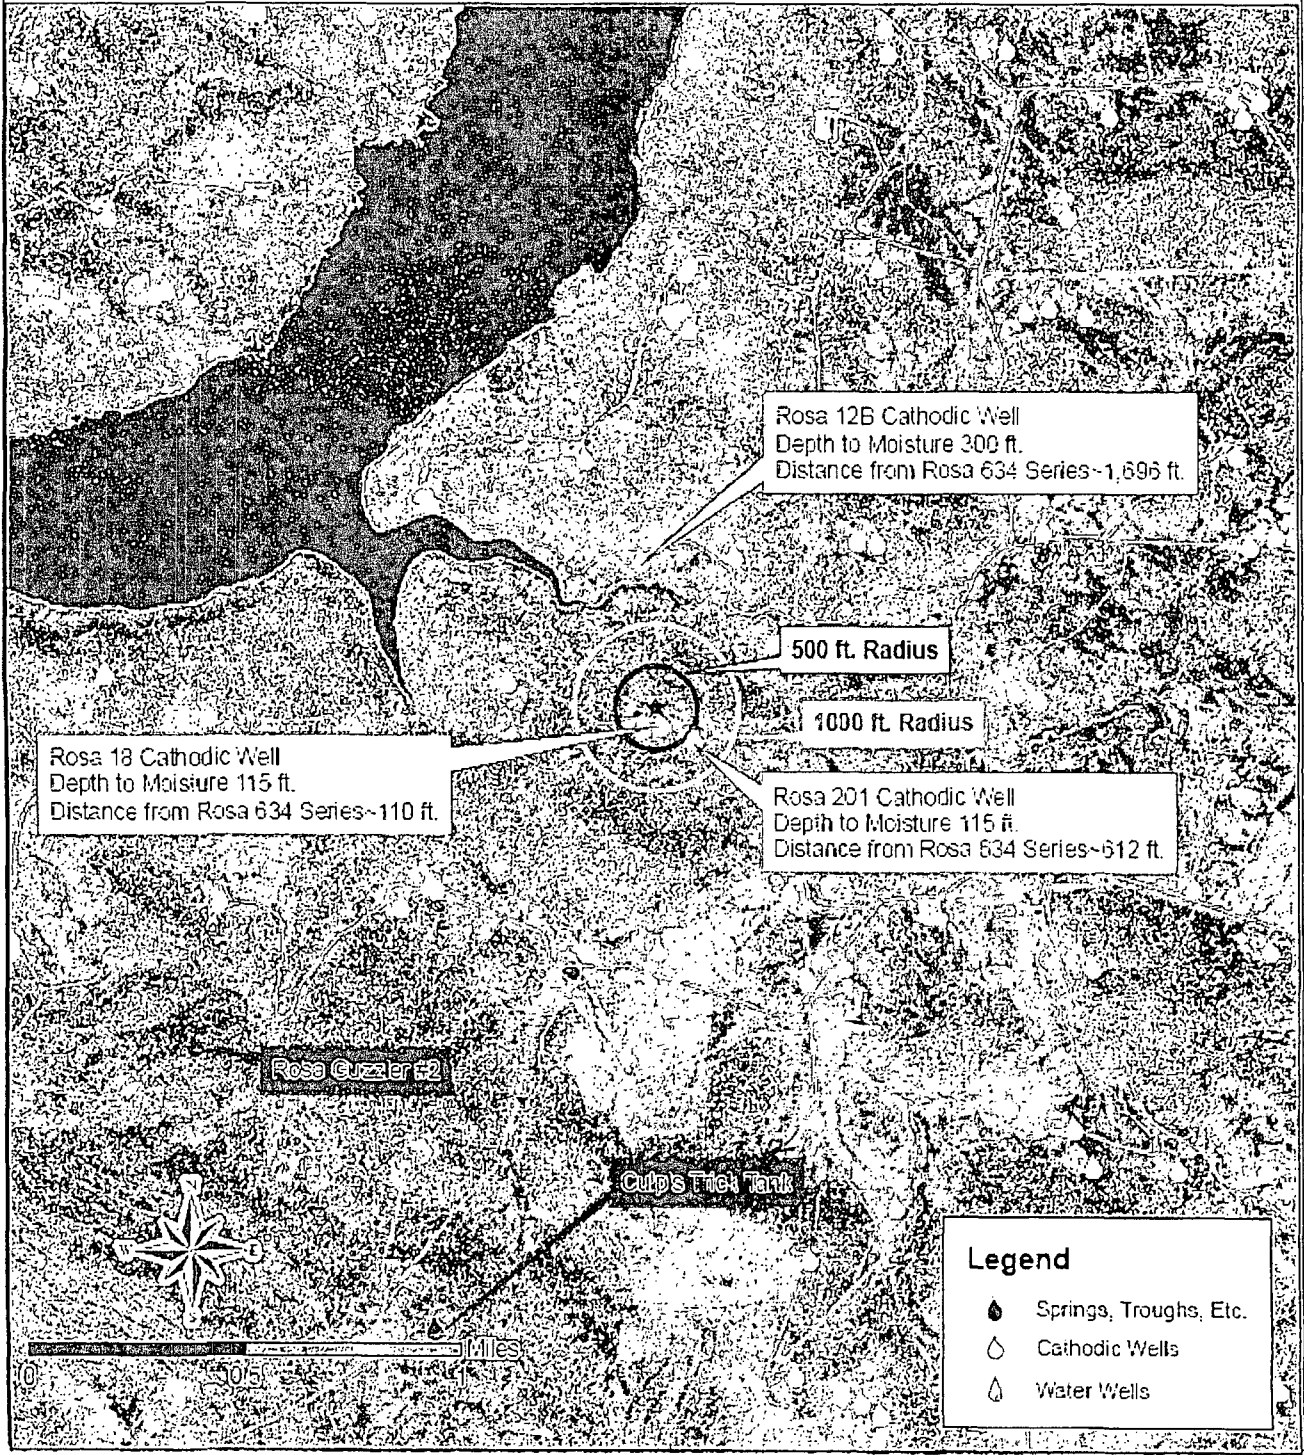 Rosa 12B Cathodic Well
Depth to Moisture 300 ft.
Distance from Rosa 634 Series~1,696 ft.
500 ft. Radius
1000 ft. Radius
Rosa 18 Cathodic Well
Depth to Moisture 115 ft.
Distance from Rosa 634 Series~110 ft.
Rosa 201 Cathodic Well
Depth to Moisture 115 ft.
Distance from Rosa 634 Series~612 ft.
Rosa Guzzler #2
Culp's Trick Tank
N
W
E
S
Legend
Springs, Troughs, Etc.
Cathodic Wells
Water Wells
Miles
0 0.5 1